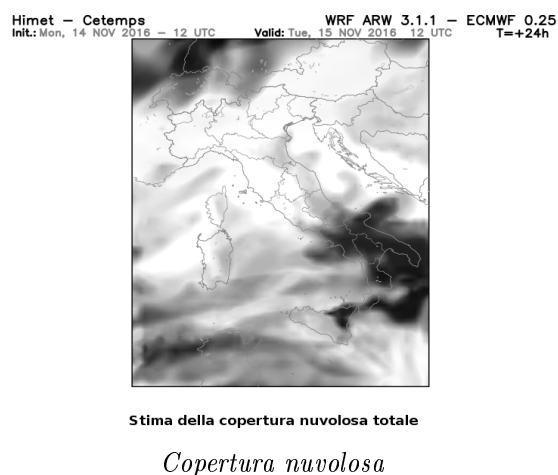 Himet – Cetemps WRF ARW 3.1.1 – ECMWF 0.25
Init.: Mon, 14 NOV 2016 – 12 UTC Valid: Tue, 15 NOV 2016 12 UTC T=+24h
Stima della copertura nuvolosa totale
Copertura nuvolosa